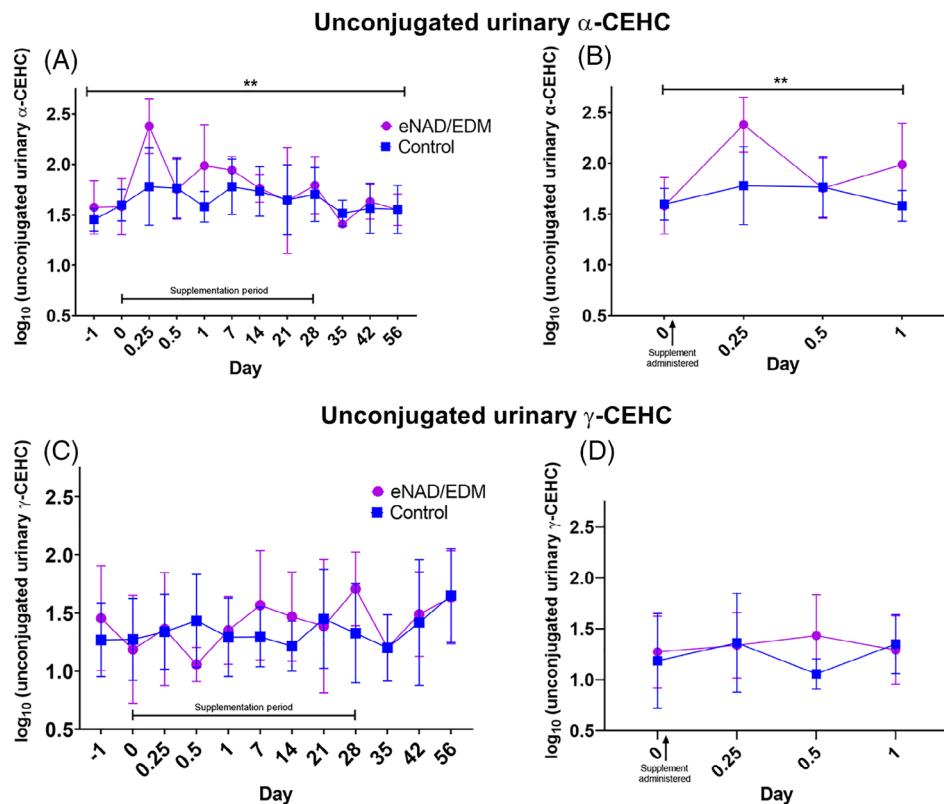 Unconjugated urinary α-CEHC
(A)
log₁₀ (unconjugated urinary α-CEHC)
**
2.5
2.0
1.5
1.0
0.5
eNAD/EDM
Control
Supplementation period
-1 0 0.25 0.5 1 7 14 21 28 35 42 56
Day
(B)
log₁₀ (unconjugated urinary α-CEHC)
**
2.5
2.0
1.5
1.0
0.5
0 0.25 0.5 1
Supplement
administered
Day
Unconjugated urinary γ-CEHC
(C)
log₁₀ (unconjugated urinary γ-CEHC)
2.5
2.0
1.5
1.0
0.5
eNAD/EDM
Control
Supplementation period
-1 0 0.25 0.5 1 7 14 21 28 35 42 56
Day
(D)
log₁₀ (unconjugated urinary γ-CEHC)
2.5
2.0
1.5
1.0
0.5
0 0.25 0.5 1
Supplement
administered
Day